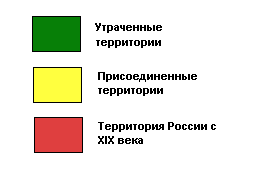 Утраченные
территории
Присоединенные
территории
Территория России с
XIX века